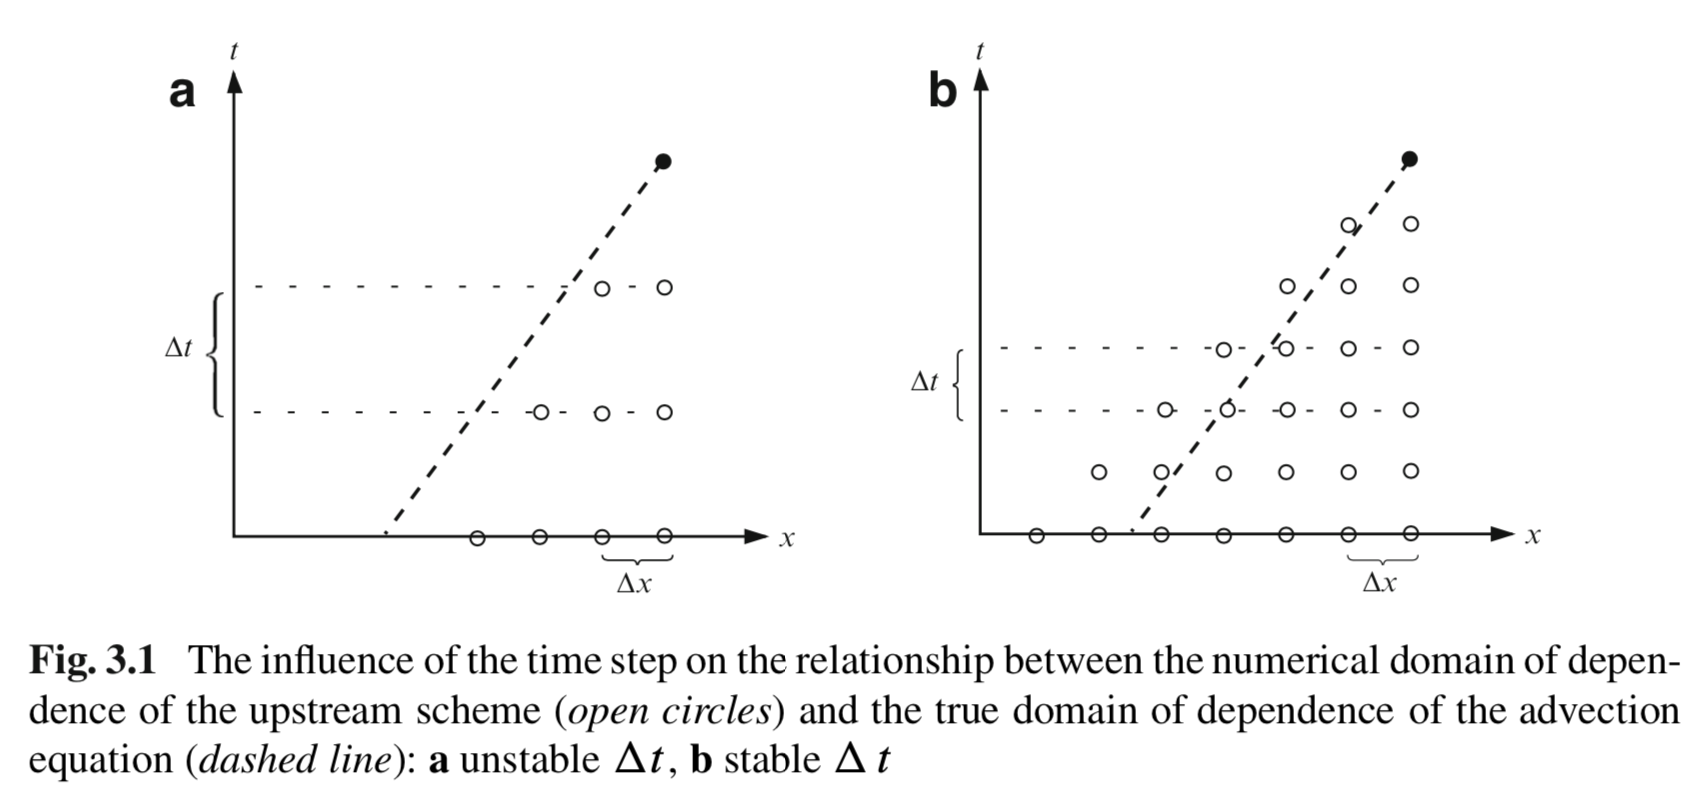 a
t
Δt
x
Δx
b
t
Δt
x
Δx
Fig. 3.1 The influence of the time step on the relationship between the numerical domain of depen-
dence of the upstream scheme (open circles) and the true domain of dependence of the advection
equation (dashed line): a unstable Δt, b stable Δ t